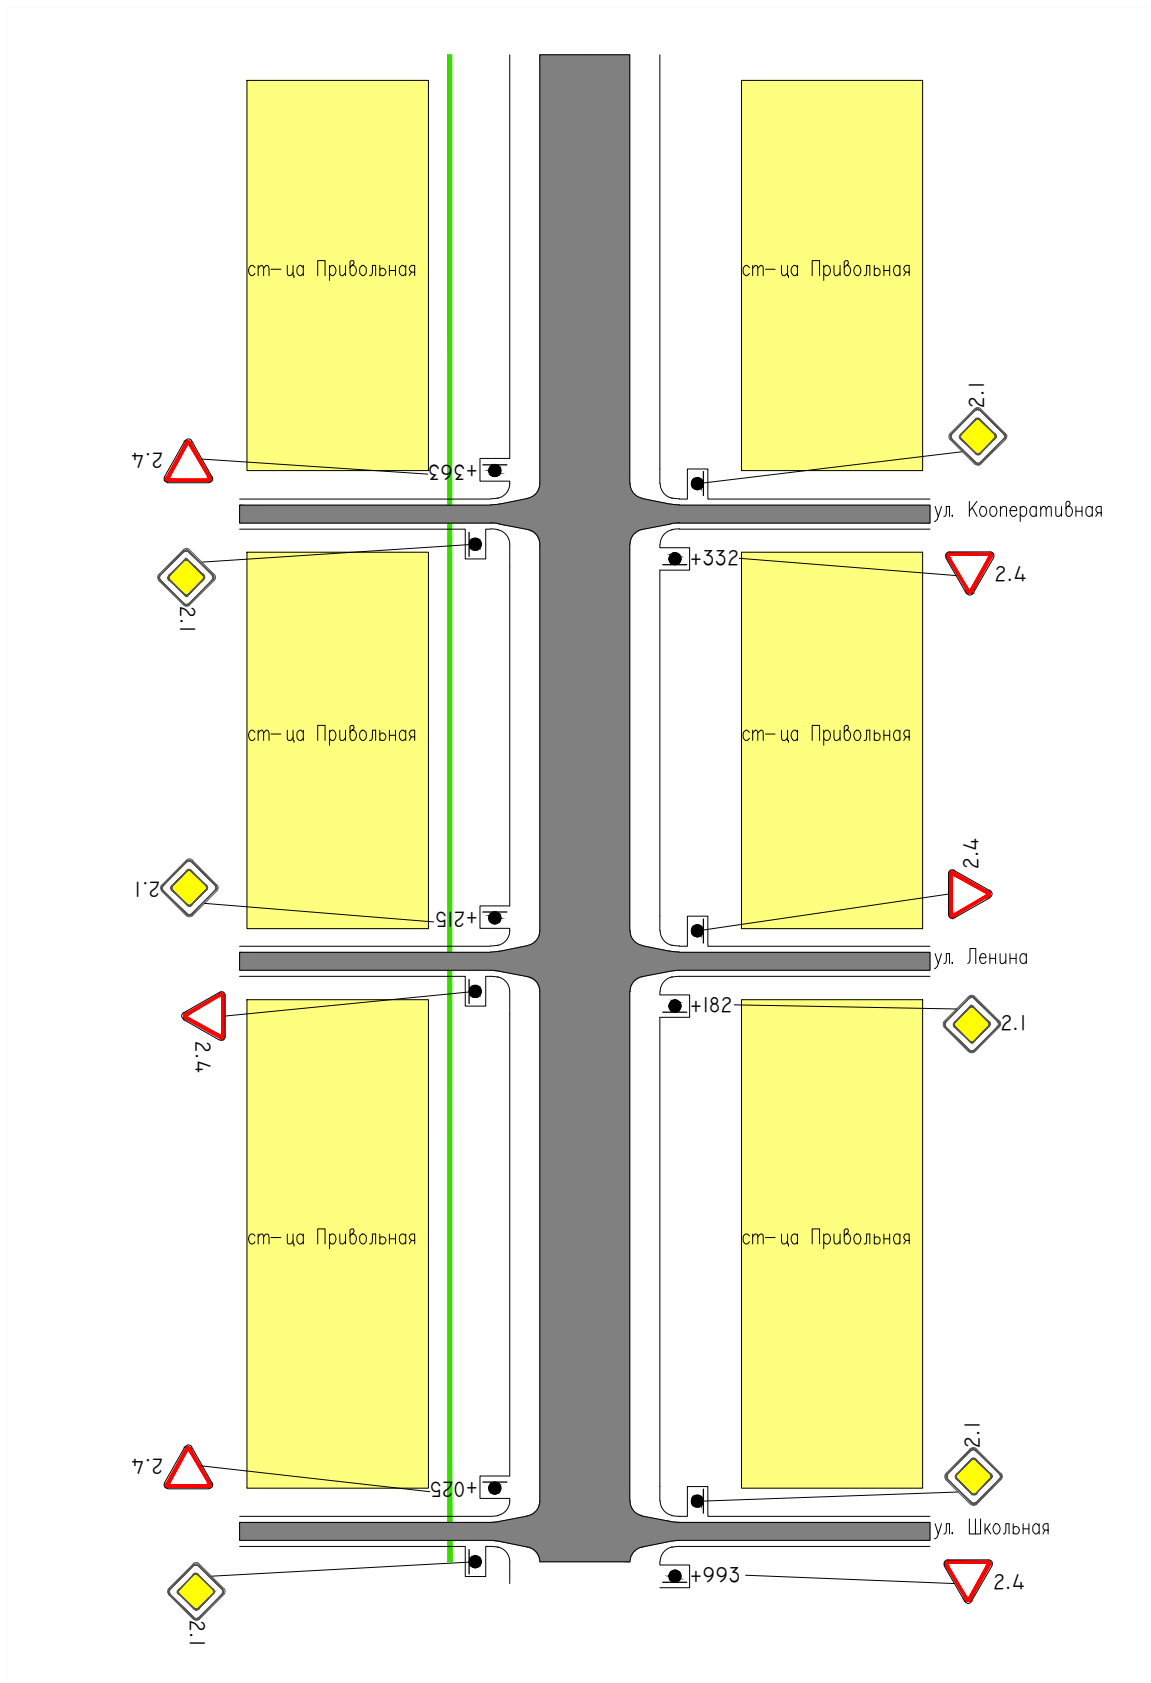 ст-ца Привольная
ст-ца Привольная
2.1
2.4
+363
ул. Кооперативная
+332
2.4
2.1
ст-ца Привольная
ст-ца Привольная
2.4
2.1
+215
ул. Ленина
+182
2.1
2.4
ст-ца Привольная
ст-ца Привольная
2.1
2.4
+025
ул. Школьная
+993
2.4
2.1